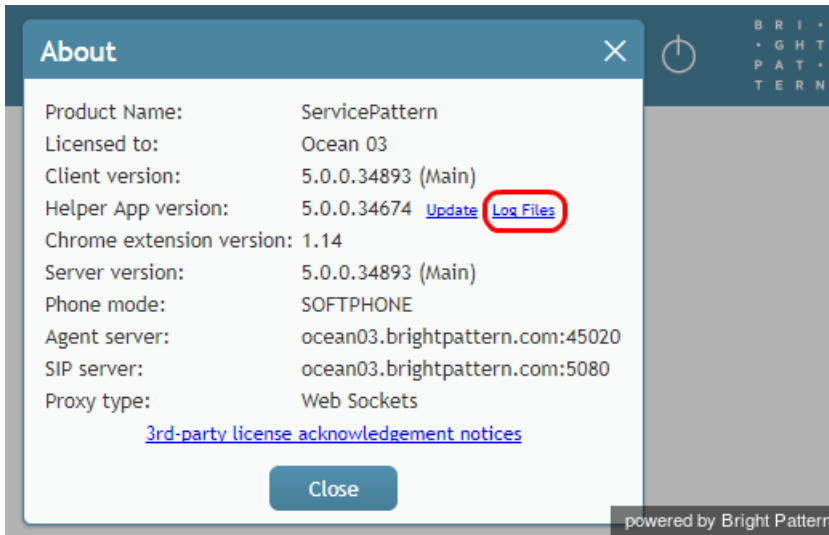 About
BRI·
·GHT
PAT·
TERN
Product Name: ServicePattern
Licensed to: Ocean 03
Client version: 5.0.0.34893 (Main)
Helper App version: 5.0.0.34674 Update Log Files
Chrome extension version: 1.14
Server version: 5.0.0.34893 (Main)
Phone mode: SOFTPHONE
Agent server: ocean03.brightpattern.com:45020
SIP server: ocean03.brightpattern.com:5080
Proxy type: Web Sockets
3rd-party license acknowledgement notices
Close
powered by Bright Pattern